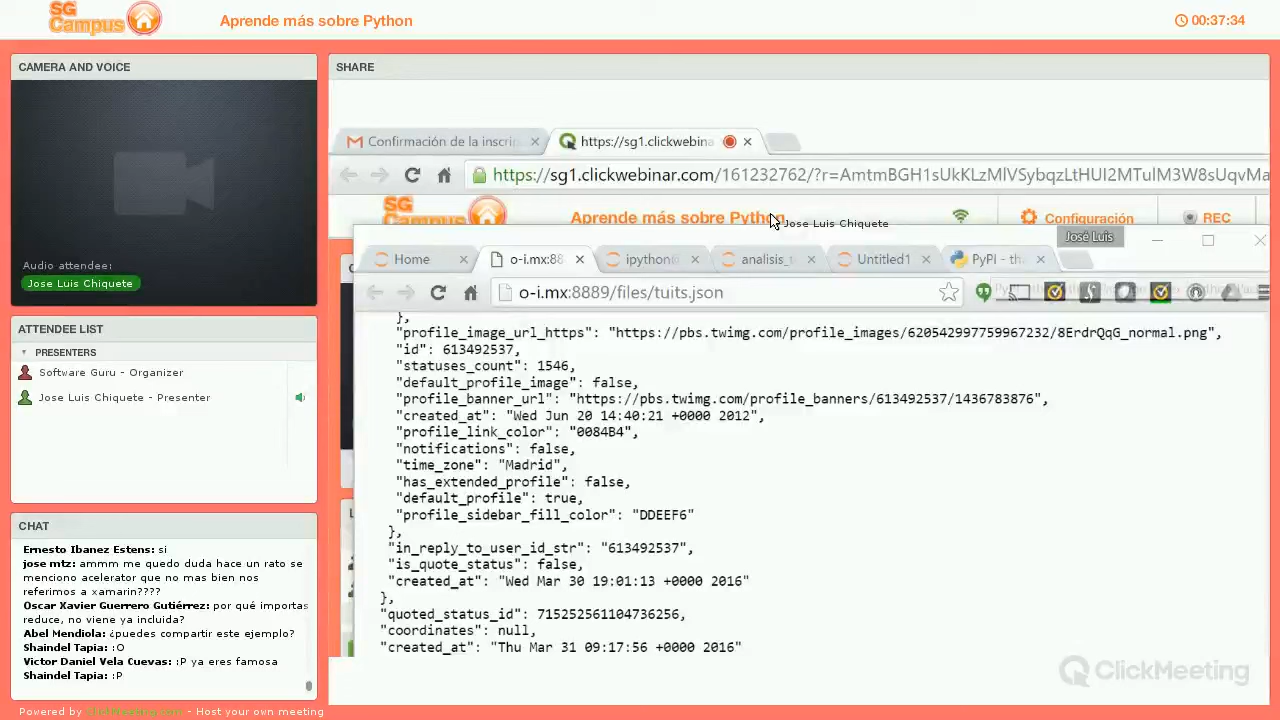 SG Campus
Aprende más sobre Python
00:37:34
CAMERA AND VOICE
Audio attendee:
Jose Luis Chiquete
ATTENDEE LIST
PRESENTERS
Software Guru - Organizer
Jose Luis Chiquete - Presenter
CHAT
Ernesto Ibanez Estens: si
jose mtz: ammm me quedo duda hace un rato se
menciono acelerator que no mas bien nos
referimos a xamarin????
Oscar Xavier Guerrero Gutiérrez: por qué importas
reduce, no viene ya incluida?
Abel Mendiola: ¿puedes compartir este ejemplo?
Shaindel Tapia: :O
Victor Daniel Vela Cuevas: :P ya eres famosa
Shaindel Tapia: :P
Powered by ClickMeeting.com - Host your own meeting
SHARE
Confirmación de la inscrip
https://sg1.clickwebina
https://sg1.clickwebinar.com/161232762/?r=AmtmBGH1sUkKLzMlVSybqzLtHUI2MTulM3W8sUqvMa
SG Campus
Aprende más sobre Python
Jose Luis Chiquete
Configuración
REC
José Luis
Home
o-i.mx:88
ipython@
analisis_t
Untitled1
PyPI - th
o-i.mx:8889/files/tuits.json
},
"profile_image_url_https": "https://pbs.twimg.com/profile_images/620542997759967232/8ErdrQqG_normal.png",
"id": 613492537,
"statuses_count": 1546,
"default_profile_image": false,
"profile_banner_url": "https://pbs.twimg.com/profile_banners/613492537/1436783876",
"created_at": "Wed Jun 20 14:40:21 +0000 2012",
"profile_link_color": "0084B4",
"notifications": false,
"time_zone": "Madrid",
"has_extended_profile": false,
"default_profile": true,
"profile_sidebar_fill_color": "DDEEF6"
},
"in_reply_to_user_id_str": "613492537",
"is_quote_status": false,
"created_at": "Wed Mar 30 19:01:13 +0000 2016"
},
"quoted_status_id": 715252561104736256,
"coordinates": null,
"created_at": "Thu Mar 31 09:17:56 +0000 2016"
ClickMeeting